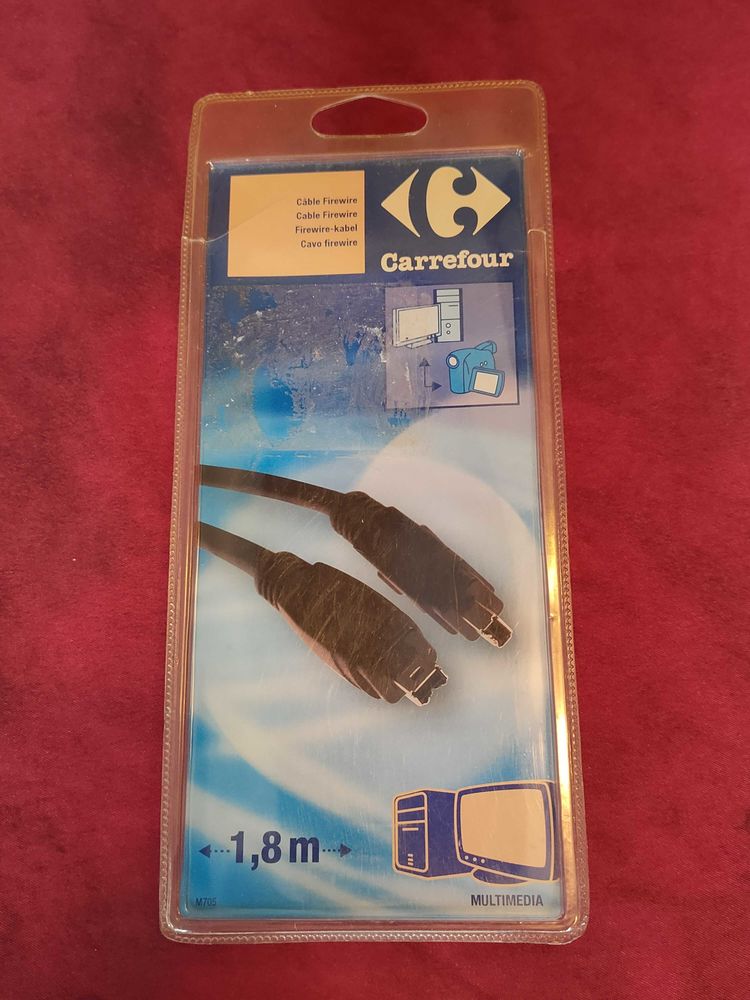 Câble Firewire
Cable Firewire
Firewire-kabel
Cavo firewire
Carrefour
1,8 m
M705
MULTIMEDIA